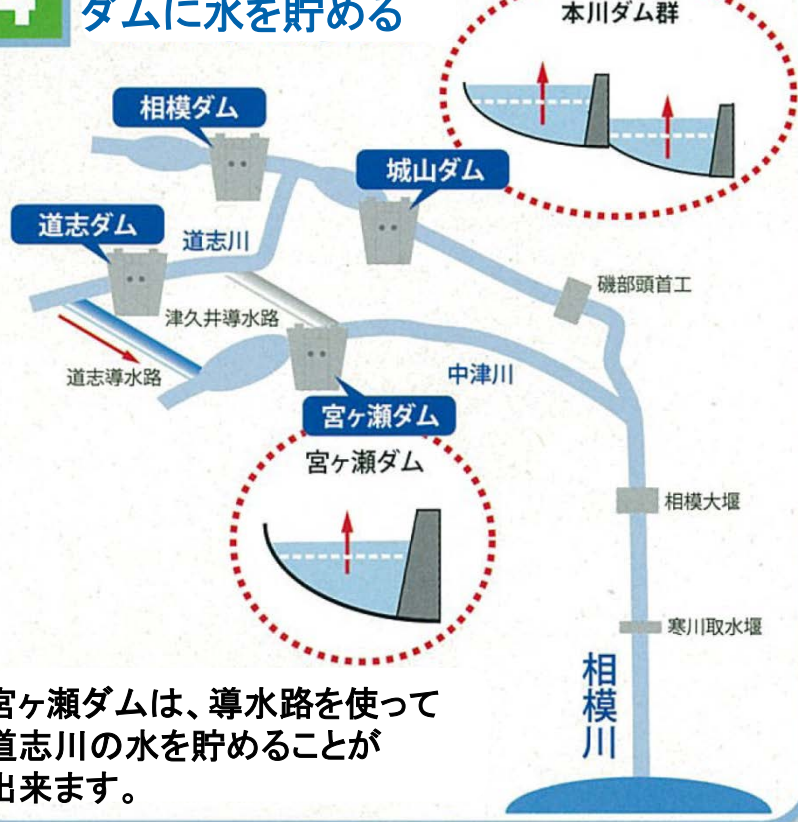 4
ダムに水を貯める
本川ダム群
相模ダム
城山ダム
道志ダム
道志川
磯部頭首工
津久井導水路
道志導水路
中津川
宮ヶ瀬ダム
宮ヶ瀬ダム
相模大堰
寒川取水堰
相模川
宮ヶ瀬ダムは、導水路を使って
道志川の水を貯めることが
出来ます。